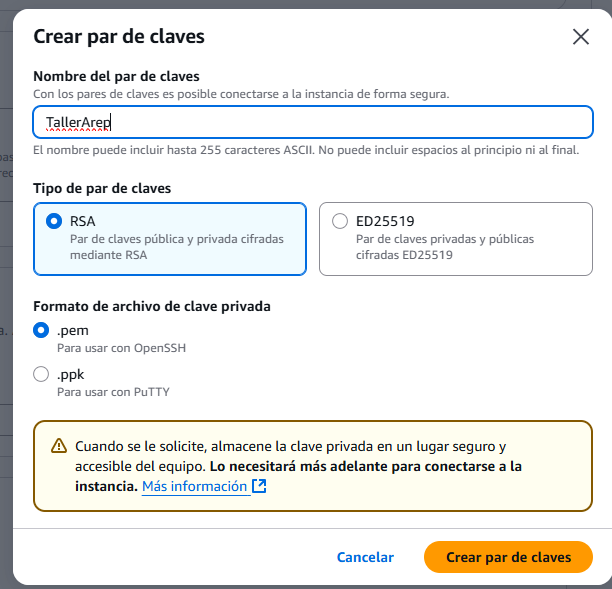 Crear par de claves
Nombre del par de claves
Con los pares de claves es posible conectarse a la instancia de forma segura.
TallerArep
El nombre puede incluir hasta 255 caracteres ASCII. No puede incluir espacios al principio ni al final.
Tipo de par de claves
RSA
Par de claves pública y privada cifradas
mediante RSA
ED25519
Par de claves privadas y públicas
cifradas ED25519
Formato de archivo de clave privada
.pem
Para usar con OpenSSH
.ppk
Para usar con PuTTY
Cuando se le solicite, almacene la clave privada en un lugar seguro y
accesible del equipo. Lo necesitará más adelante para conectarse a la
instancia. Más información
Cancelar
Crear par de claves